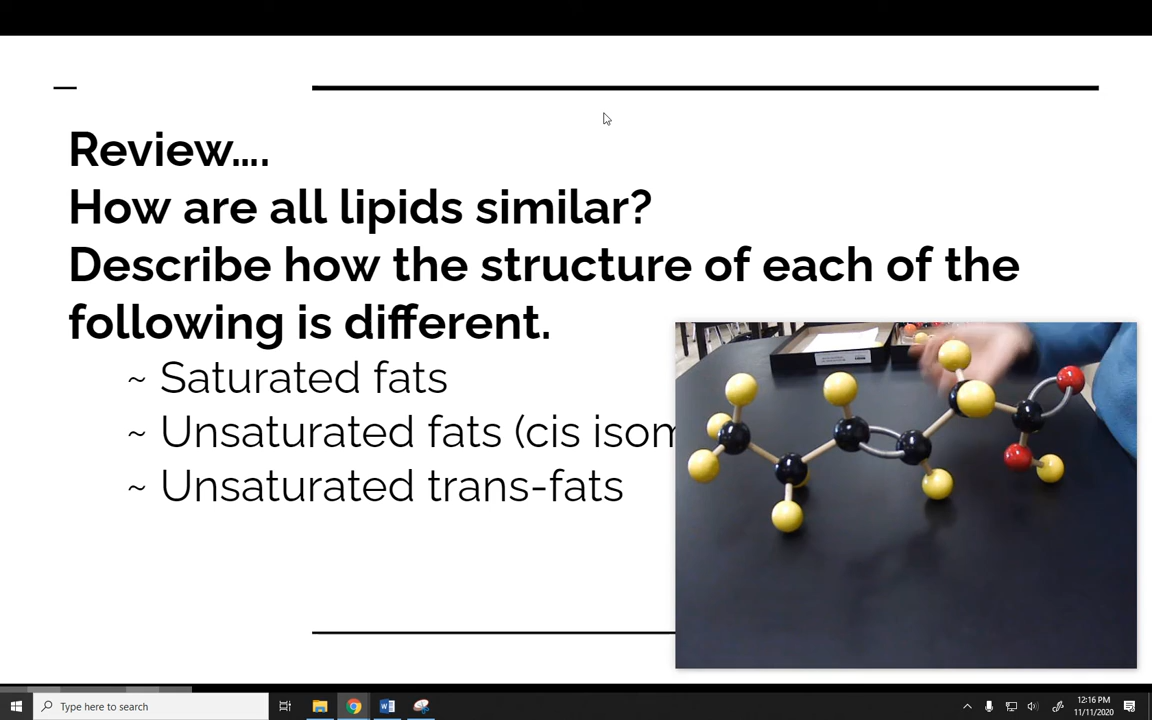 Review....
How are all lipids similar?
Describe how the structure of each of the
following is different.
~ Saturated fats
~ Unsaturated fats (cis isom
~ Unsaturated trans-fats
Type here to search
12:16 PM
11/11/2020